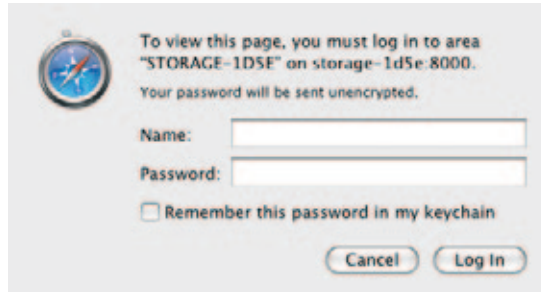 To view this page, you must log in to area
"STORAGE-1D5E" on storage-1d5e:8000.
Your password will be sent unencrypted.
Name:
Password:
Remember this password in my keychain
Cancel
Log In